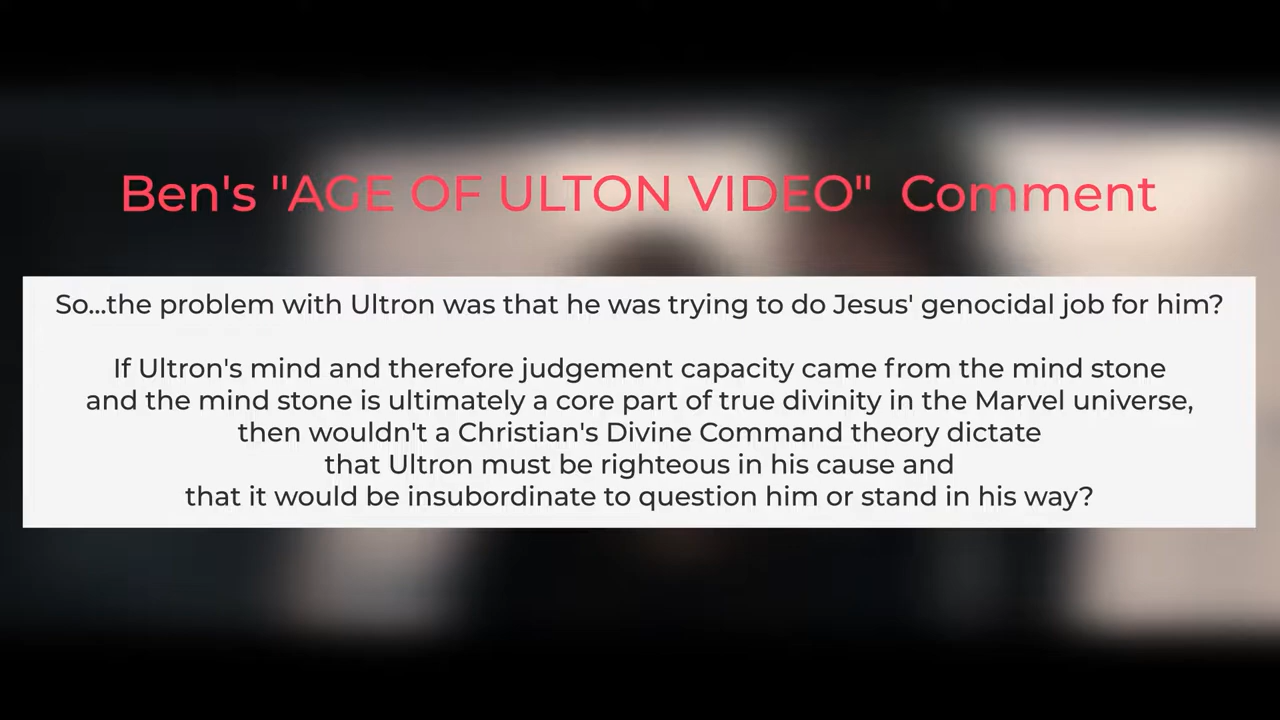 Ben's "AGE OF ULTON VIDEO" Comment
So...the problem with Ultron was that he was trying to do Jesus' genocidal job for him?
If Ultron's mind and therefore judgement capacity came from the mind stone
and the mind stone is ultimately a core part of true divinity in the Marvel universe,
then wouldn't a Christian's Divine Command theory dictate
that Ultron must be righteous in his cause and
that it would be insubordinate to question him or stand in his way?